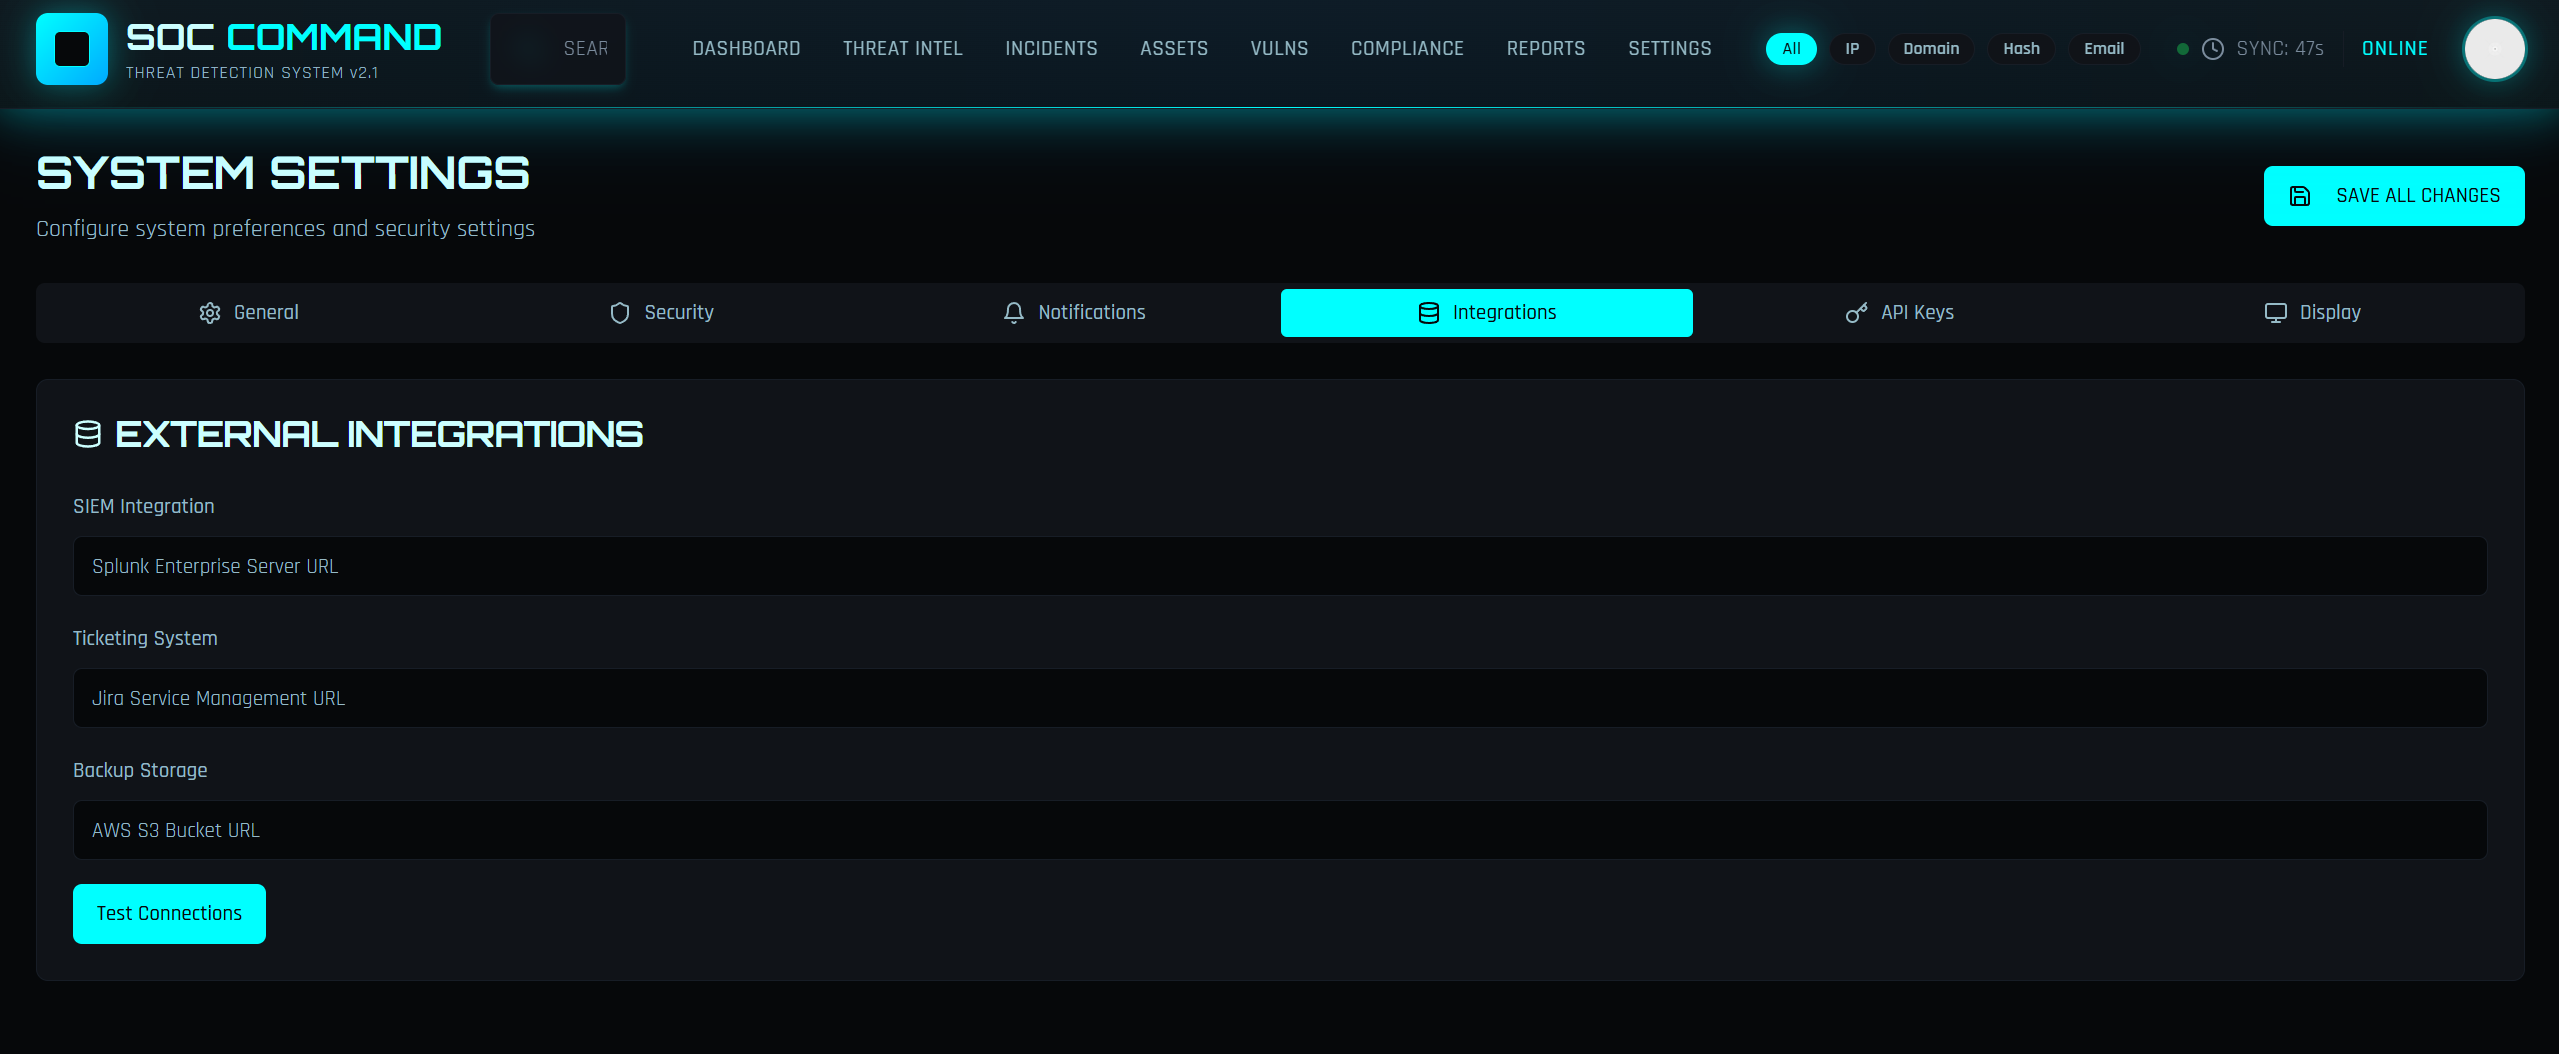 SOC COMMAND
THREAT DETECTION SYSTEM v2.1
SEAR
DASHBOARD
THREAT INTEL
INCIDENTS
ASSETS
VULNS
COMPLIANCE
REPORTS
SETTINGS
All
IP
Domain
Hash
Email
SYNC: 47s
ONLINE
SYSTEM SETTINGS
Configure system preferences and security settings
SAVE ALL CHANGES
General
Security
Notifications
Integrations
API Keys
Display
EXTERNAL INTEGRATIONS
SIEM Integration
Splunk Enterprise Server URL
Ticketing System
Jira Service Management URL
Backup Storage
AWS S3 Bucket URL
Test Connections